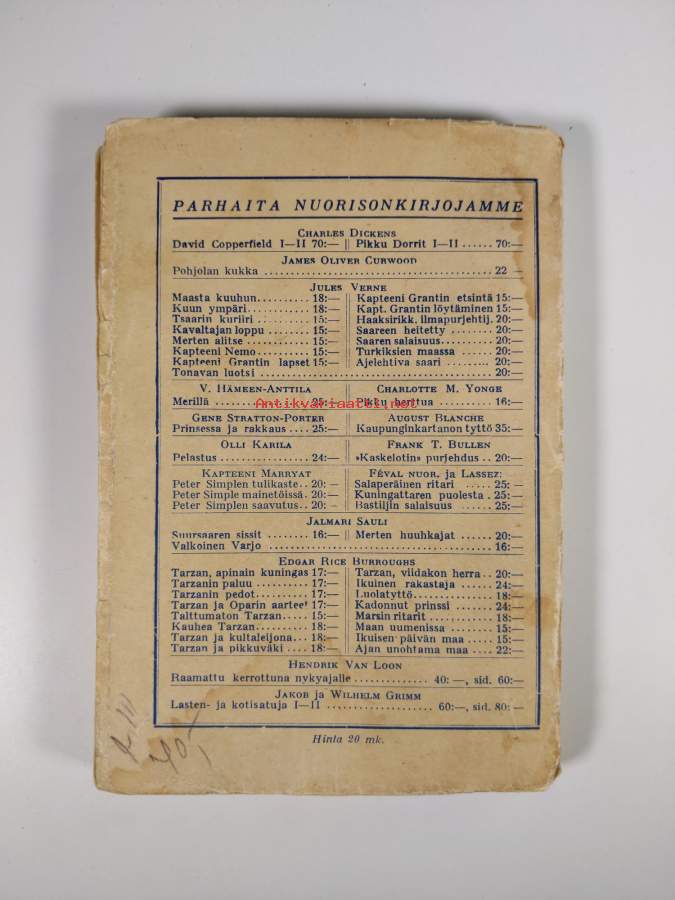 PARHAITA NUORISONKIRJOJAMME
CHARLES DICKENS
David Copperfield I—II 70:— || Pikku Dorrit I—II ...... 70:—
JAMES OLIVER CURWOOD
Pohjolan kukka ............................................ 22 —
JULES VERNE
Maasta kuuhun.......... 18:— Kapteeni Grantin etsintä 15:—
Kuun ympäri............ 18:— Kapt. Grantin löytäminen 15:—
Tsaarin kuriiri ........ 15:— Haaksirikk. ilmapurjehtij. 20:—
Kavaltajan loppu ...... 15:— Saareen heitetty ........ 20:—
Merten alitse .......... 15:— Saaren salaisuus........ 20:—
Kapteeni Nemo.......... 15:— Turkiksien maassa ...... 20:—
Kapteeni Grantin lapset 15:— Ajelehtiva saari ........ 20:—
Tonavan luotsi ............................................ 20:—
V. HÄMEEN-ANTTILA CHARLOTTE M. YONGE
Merillä ................ 25:— Pikku herttua .......... 16:—
Antikvariaatti.net
GENE STRATTON-PORTER AUGUST BLANCHE
Prinsessa ja rakkaus .... 25:— Kaupunginkartanon tyttö 35:—
OLLI KARILA FRANK T. BULLEN
Pelastus ................ 24:— »Kaskelotin» purjehdus .. 20:—
KAPTEENI MARRYAT FÉVAL NUOR. ja LASSEZ:
Peter Simplen tulikaste.. 20: — Salaperäinen ritari ..... 25: —
Peter Simple mainetöissä. 20: — Kuningattaren puolesta . 25: —
Peter Simplen saavutus.. 20: — Bastiljin salaisuus ...... 25:—
JALMARI SAULI
Suursaaren sissit ........ 16:— Merten huuhkajat ...... 20:—
Valkoinen Varjo ............................................ 16:—
EDGAR RICE BURROUGHS
Tarzan, apinain kuningas 17:— Tarzan, viidakon herra.. 20:—
Tarzanin paluu .......... 17:— Ikuinen rakastaja ...... 24:—
Tarzanin pedot.......... 17:— Luolatyttö.............. 18:—
Tarzan ja Oparin aarteet 17:— Kadonnut prinssi ...... 24:—
Talttumaton Tarzan...... 15:— Marsin ritarit .......... 18:—
Kauhea Tarzan.......... 18:— Maan uumenissa ........ 15:—
Tarzan ja kultaleijona... 18:— Ikuisen päivän maa .... 15:—
Tarzan ja pikkuväki .... 18:— Ajan unohtama maa .... 22:—
HENDRIK VAN LOON
Raamattu kerrottuna nykyajalle .............. 40: —, sid. 60:—
JAKOB ja WILHELM GRIMM
Lasten- ja kotisatuja I—II .................... 60:—, sid. 80:—
Hinta 20 mk.